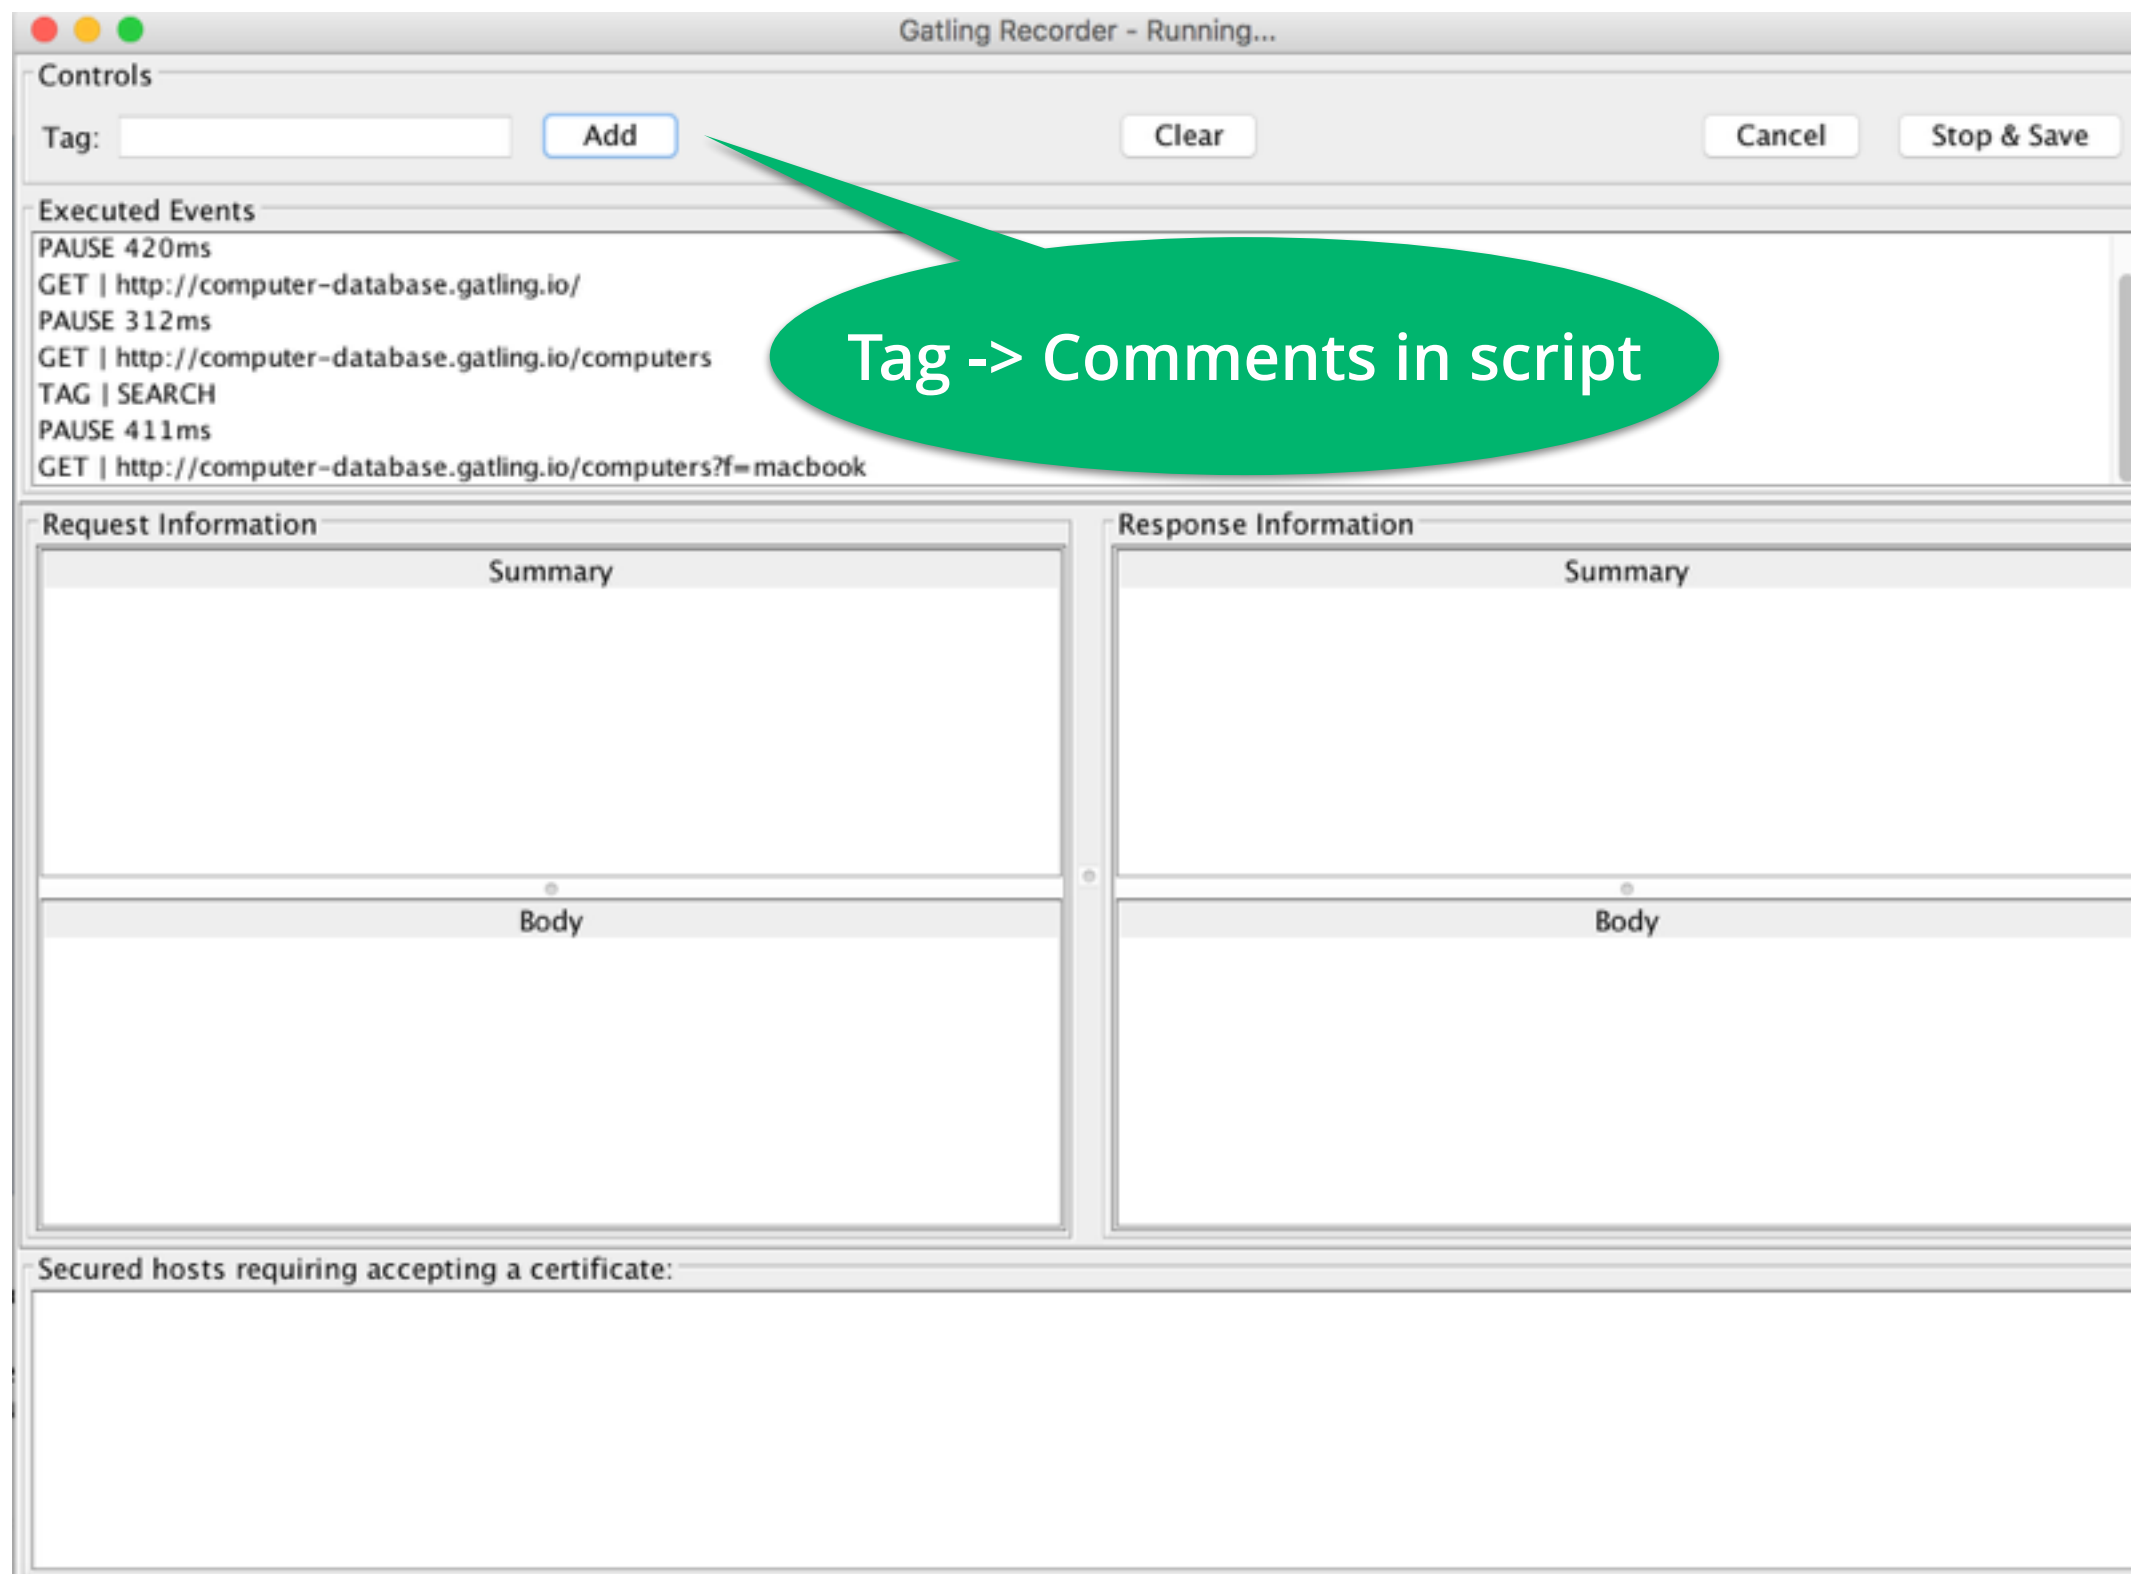 Gatling Recorder - Running...
Controls
Tag: Add Clear Cancel Stop & Save
Executed Events
PAUSE 420ms
GET | http://computer-database.gatling.io/
PAUSE 312ms
GET | http://computer-database.gatling.io/computers
TAG | SEARCH
PAUSE 411ms
GET | http://computer-database.gatling.io/computers?f=macbook
Tag -> Comments in script
Request Information
Summary
Body
Response Information
Summary
Body
Secured hosts requiring accepting a certificate: